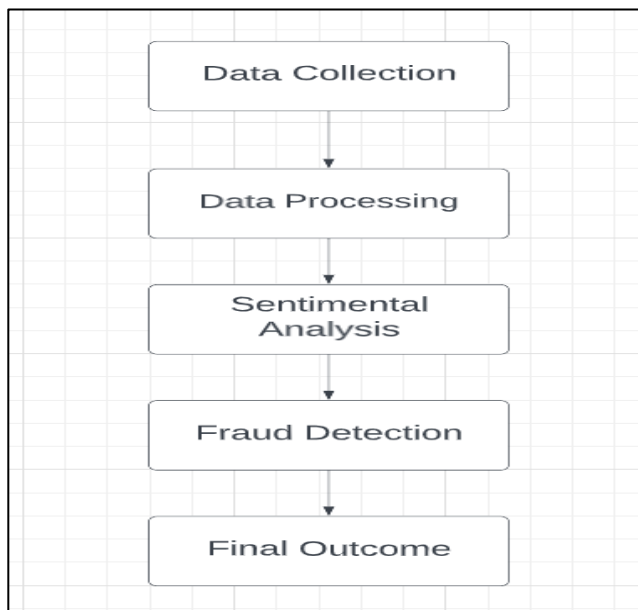 Data Collection
Data Processing
Sentimental
Analysis
Fraud Detection
Final Outcome